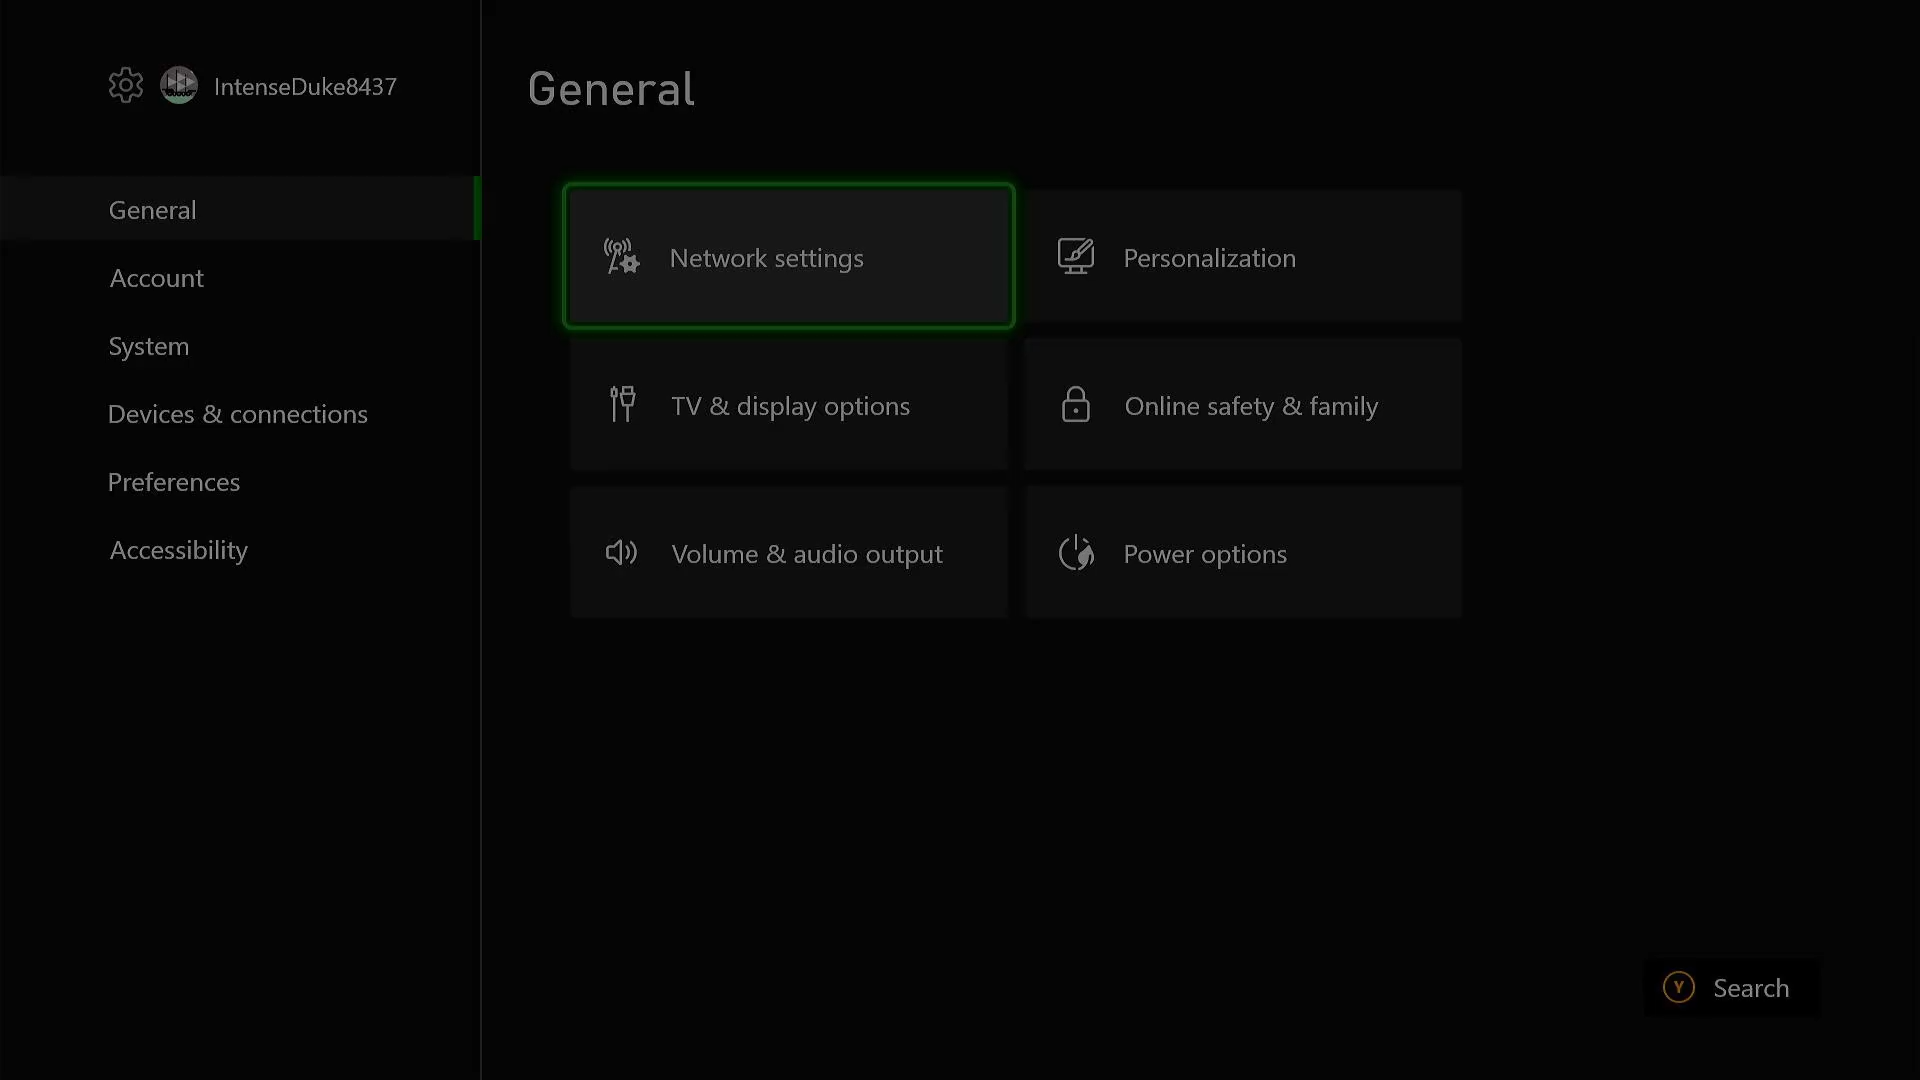 IntenseDuke8437
General
Account
System
Devices & connections
Preferences
Accessibility
General
Network settings
Personalization
TV & display options
Online safety & family
Volume & audio output
Power options
Y Search